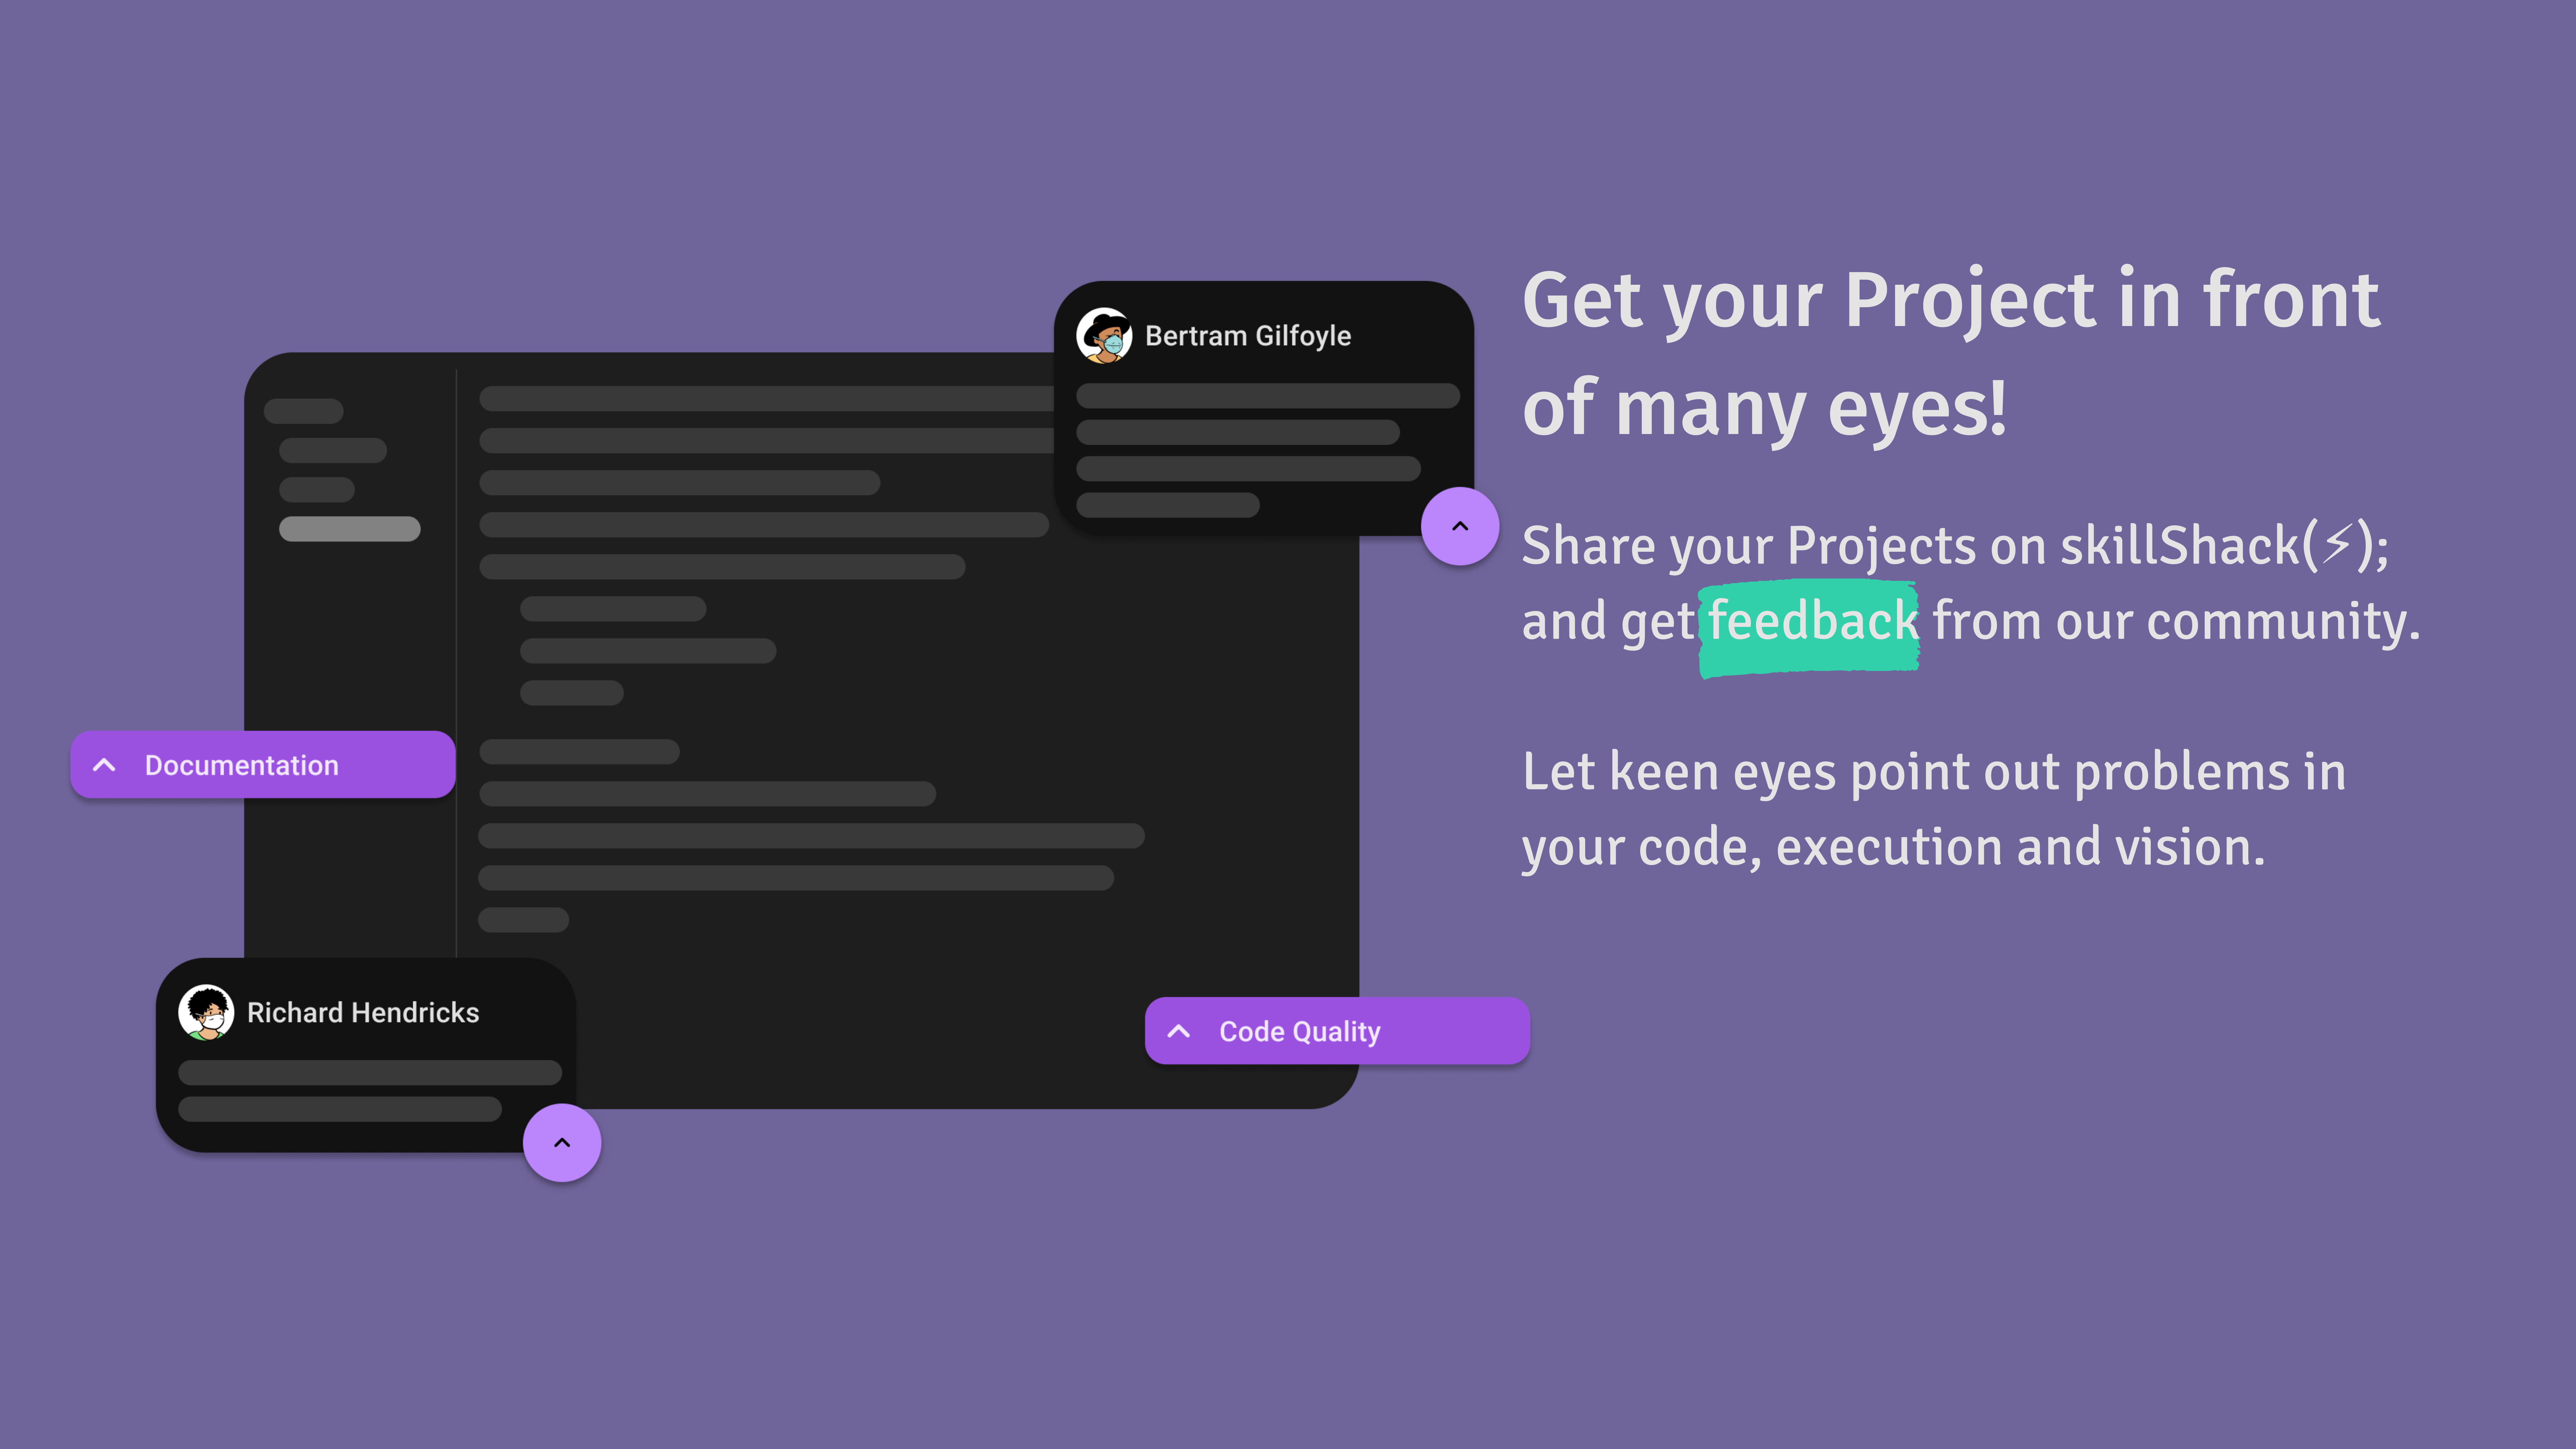 Bertram Gilfoyle
Documentation
Richard Hendricks
Code Quality
Get your Project in front
of many eyes!
Share your Projects on skillShack(⚡);
and get feedback from our community.
Let keen eyes point out problems in
your code, execution and vision.